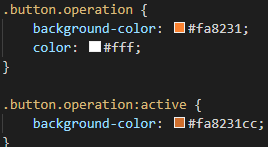 .button.operation {
background-color: #fa8231;
color: #fff;
}
.button.operation:active {
background-color: #fa8231cc;
}